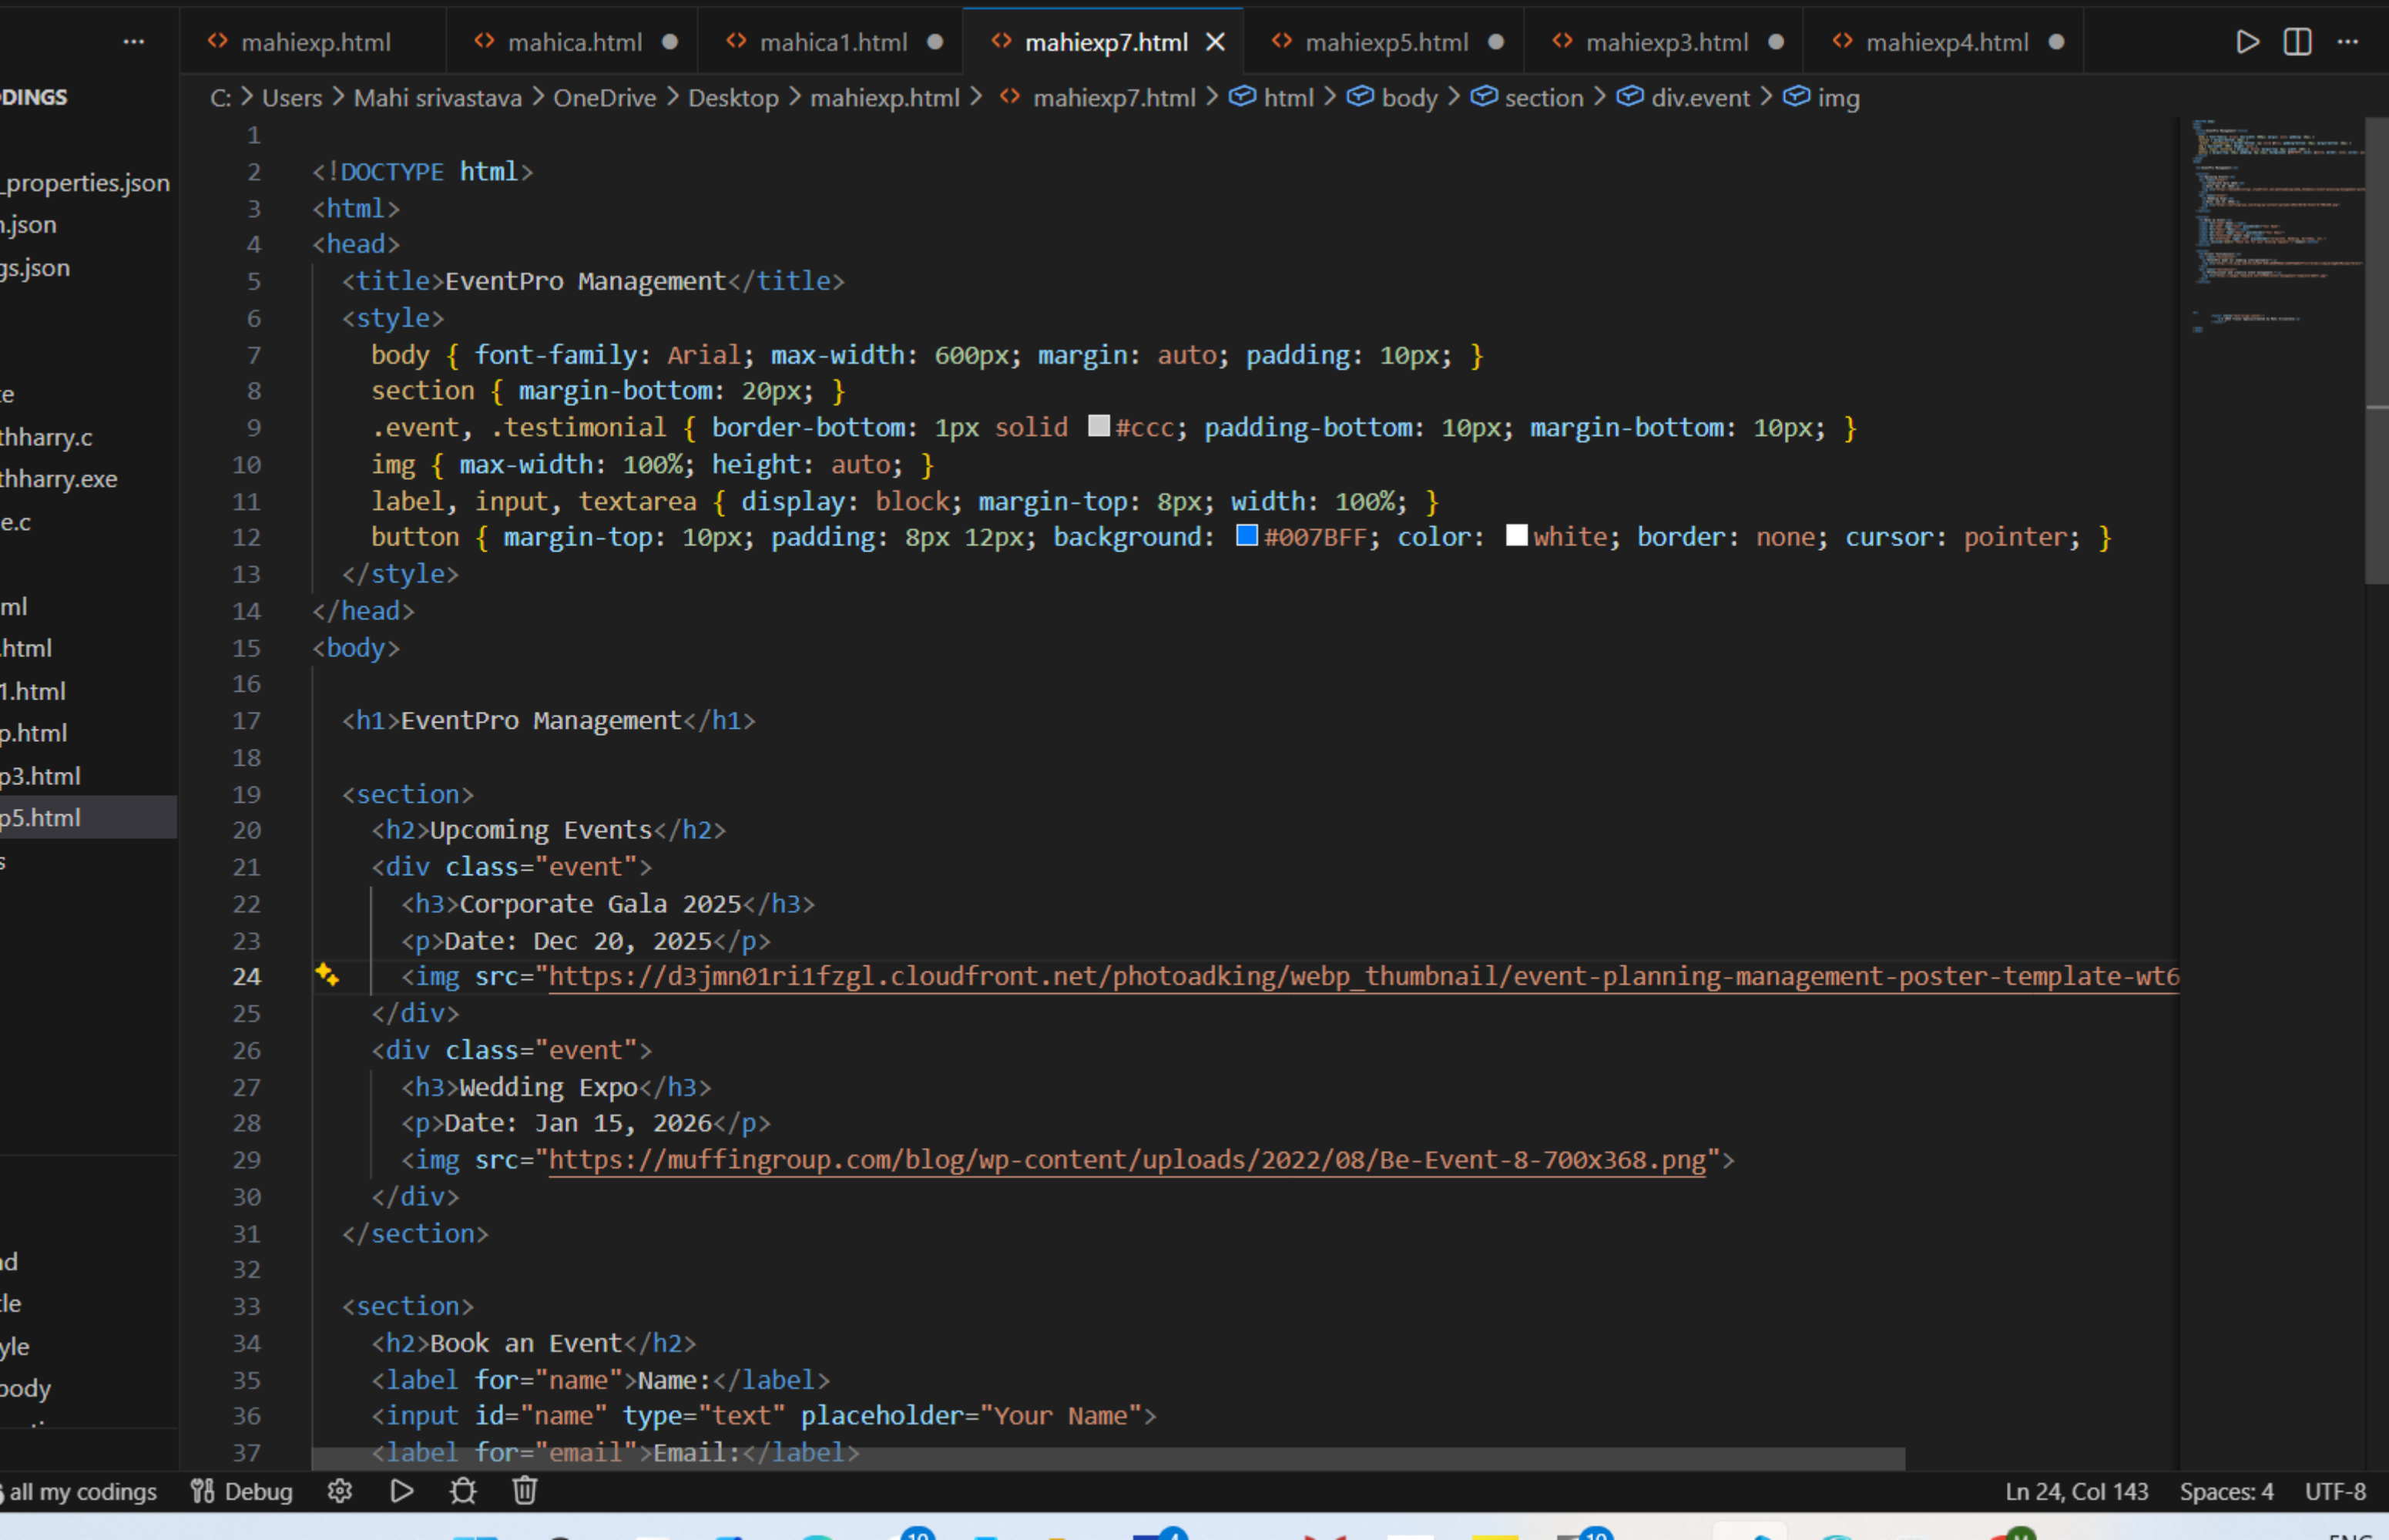 mahiexp.html mahica.html mahica1.html mahiexp7.html mahiexp5.html mahiexp3.html mahiexp4.html
C: > Users > Mahi srivastava > OneDrive > Desktop > mahiexp.html > mahiexp7.html > html > body > section > div.event > img
DINGS
_properties.json
.json
gs.json
e
thharry.c
thharry.exe
e.c
ml
.html
1.html
p.html
p3.html
p5.html
s
d
tle
yle
body
1
2 <!DOCTYPE html>
3 <html>
4 <head>
5 <title>EventPro Management</title>
6 <style>
7 body { font-family: Arial; max-width: 600px; margin: auto; padding: 10px; }
8 section { margin-bottom: 20px; }
9 .event, .testimonial { border-bottom: 1px solid #ccc; padding-bottom: 10px; margin-bottom: 10px; }
10 img { max-width: 100%; height: auto; }
11 label, input, textarea { display: block; margin-top: 8px; width: 100%; }
12 button { margin-top: 10px; padding: 8px 12px; background: #007BFF; color: white; border: none; cursor: pointer; }
13 </style>
14 </head>
15 <body>
16
17 <h1>EventPro Management</h1>
18
19 <section>
20 <h2>Upcoming Events</h2>
21 <div class="event">
22 <h3>Corporate Gala 2025</h3>
23 <p>Date: Dec 20, 2025</p>
24 <img src="https://d3jmn01ri1fzgl.cloudfront.net/photoadking/webp_thumbnail/event-planning-management-poster-template-wt6
25 </div>
26 <div class="event">
27 <h3>Wedding Expo</h3>
28 <p>Date: Jan 15, 2026</p>
29 <img src="https://muffingroup.com/blog/wp-content/uploads/2022/08/Be-Event-8-700x368.png">
30 </div>
31 </section>
32
33 <section>
34 <h2>Book an Event</h2>
35 <label for="name">Name:</label>
36 <input id="name" type="text" placeholder="Your Name">
37 <label for="email">Email:</label>
all my codings Debug Ln 24, Col 143 Spaces: 4 UTF-8